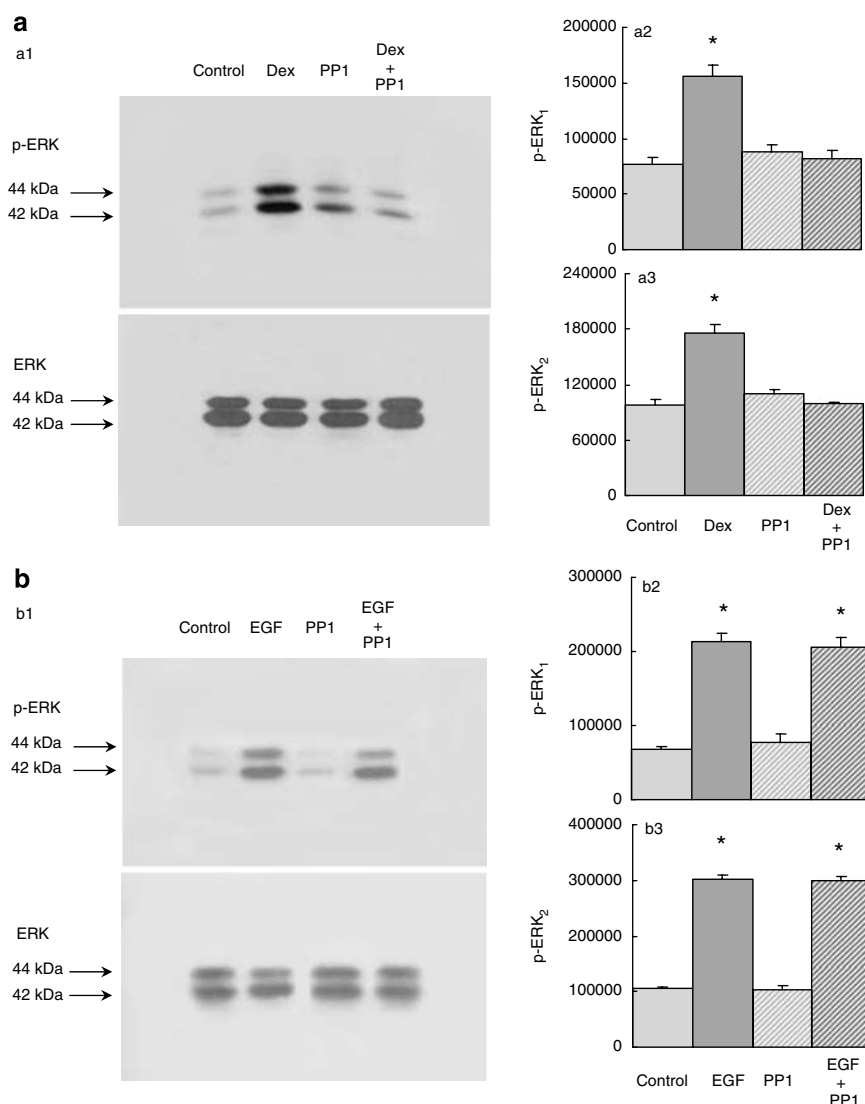 a
a1
Control Dex PP1 Dex + PP1
p-ERK
44 kDa
42 kDa
ERK
44 kDa
42 kDa
a2
p-ERK1
200000
150000
100000
50000
0
*
a3
p-ERK2
240000
180000
120000
60000
0
*
Control Dex PP1 Dex + PP1
b
b1
Control EGF PP1 EGF + PP1
p-ERK
44 kDa
42 kDa
ERK
44 kDa
42 kDa
b2
p-ERK1
300000
200000
100000
0
* *
b3
p-ERK2
400000
300000
200000
100000
0
* *
Control EGF PP1 EGF + PP1